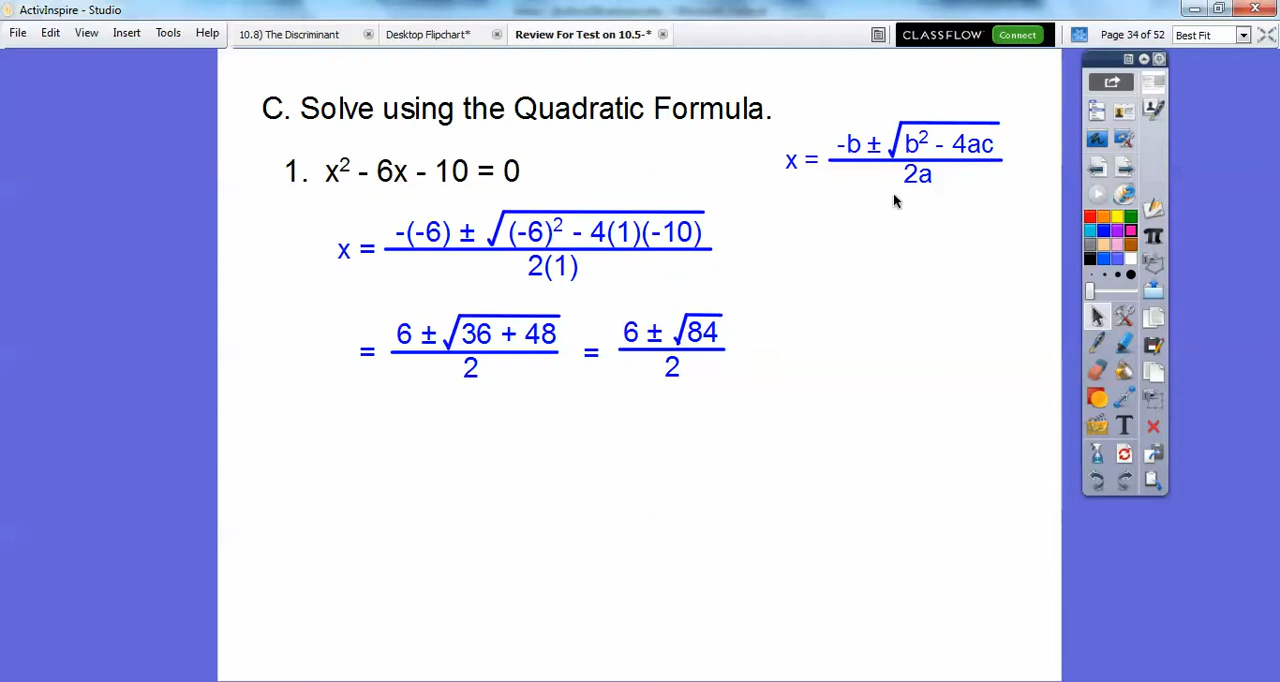 ActivInspire - Studio
File Edit View Insert Tools Help
10.8) The Discriminant
Desktop Flipchart*
Review For Test on 10.5-*
CLASSFLOW Connect
Page 34 of 52
Best Fit
C. Solve using the Quadratic Formula.
x = (-b ± √(b² - 4ac)) / 2a
1. x² - 6x - 10 = 0
x = (-(-6) ± √((-6)² - 4(1)(-10))) / 2(1)
= (6 ± √(36 + 48)) / 2 = (6 ± √84) / 2